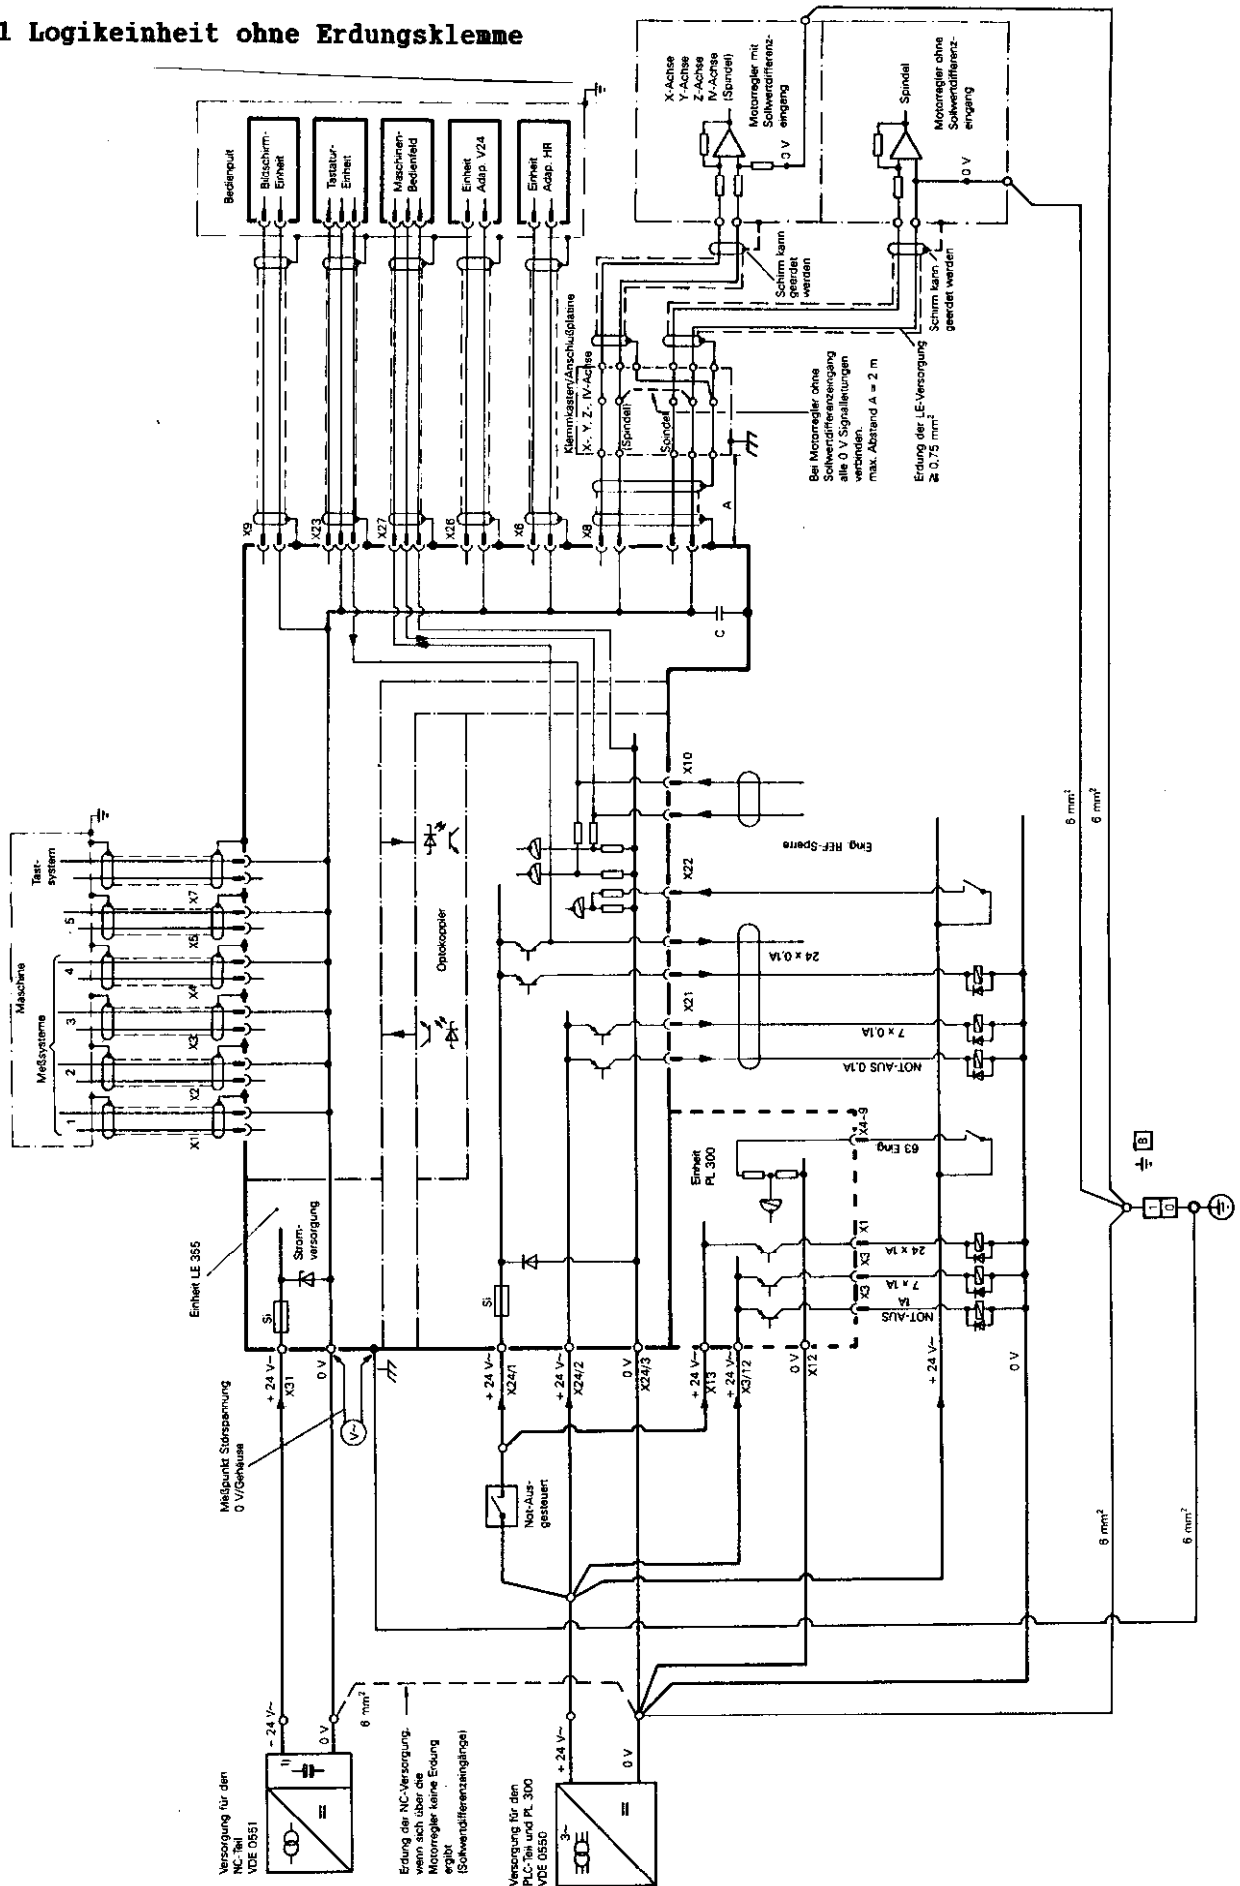 1 Logikeinheit ohne Erdungsklemme
X-Achse
Y-Achse
Z-Achse
IV-Achse
(Spindel)
Motorregler mit
Sollwertdifferenz-
eingang
0 V
Spindel
Motorregler ohne
Sollwertdifferenz-
eingang
0 V
Bedienpult
Bildschirm-
Einheit
Tastatur-
Einheit
Maschinen-
Bedienfeld
Einheit
Adap. V24
Einheit
Adap. HR
Schirm kann
geerdet
werden
Schirm kann
geerdet werden
Klemmkasten/Anschlußplatine
X-, Y, Z-, IV-Achse
(Spindel)
Spindel
Bei Motorregler ohne
Sollwertdifferenzeingang
alle 0 V Signalleitungen
verbinden.
max. Abstand A = 2 m
Erdung der LE-Versorgung
≧ 0,75 mm²
X9
X23
X27
X26
X6
X8
A
C
Maschine
Meßsysteme
1
2
3
4
5
Tast-
system
X1
X2
X3
X4
X5
X7
Optokoppler
X10
Eing. REF-Sperre
X22
24 x 0,1A
X21
7 x 0.1A
NOT-AUS 0.1A
Einheit LE 355
Strom-
versorgung
Si
Si
Einheit
PL 300
X4-9
63 Eing
X1
24 x 1A
X3
7 x 1A
X3
1A
NOT-AUS
+ 24 V~
X31
0 V
+ 24 V~
X24/1
+ 24 V~
X24/2
0 V
X24/3
+ 24 V~
X13
+ 24 V~
X3/12
0 V
X12
+ 24 V~
0 V
Meßpunkt Störspannung
0 V/Gehäuse
V~
Not-Aus-
gesteuert
6 mm²
6 mm²
6 mm²
6 mm²
B
1
0
Versorgung für den
NC-Teil
VDE 0551
1)
- 24 V~
0 V
6 mm²
Erdung der NC-Versorgung,
wenn sich über die
Motorregler keine Erdung
ergibt
(Sollwertdifferenzeingänge)
Versorgung für den
PLC-Teil und PL 300
VDE 0550
3~
+ 24 V~
0 V